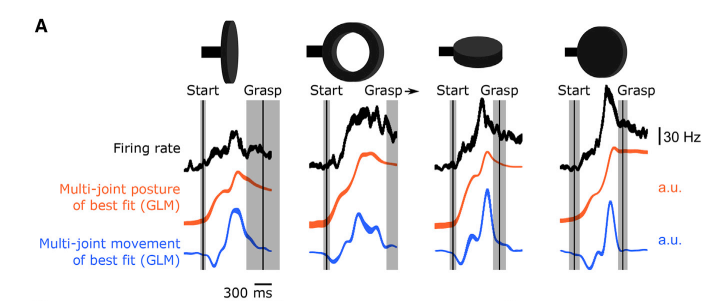 A
Start Grasp Start Grasp Start Grasp Start Grasp
Firing rate
30 Hz
Multi-joint posture
of best fit (GLM)
a.u.
Multi-joint movement
of best fit (GLM)
a.u.
300 ms